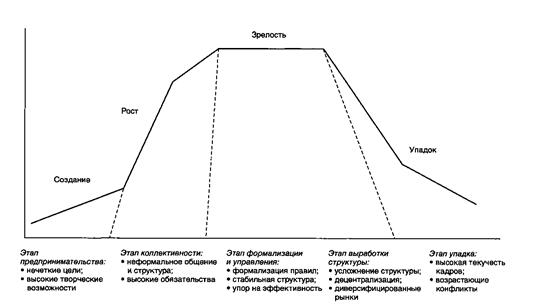 Зрелость
Рост
Создание
Упадок
Этап
предпринимательства:
• нечеткие цели;
• высокие творческие
возможности
Этап коллективности:
• неформальное общение
и структура;
• высокие обязательства
Этап формализации
и управления:
• формализация правил;
• стабильная структура;
• упор на эффективность
Этап выработки
структуры:
• усложнение структуры;
• децентрализация;
• диверсифицированные
рынки
Этап упадка:
• высокая текучесть
кадров;
• возрастающие
конфликты